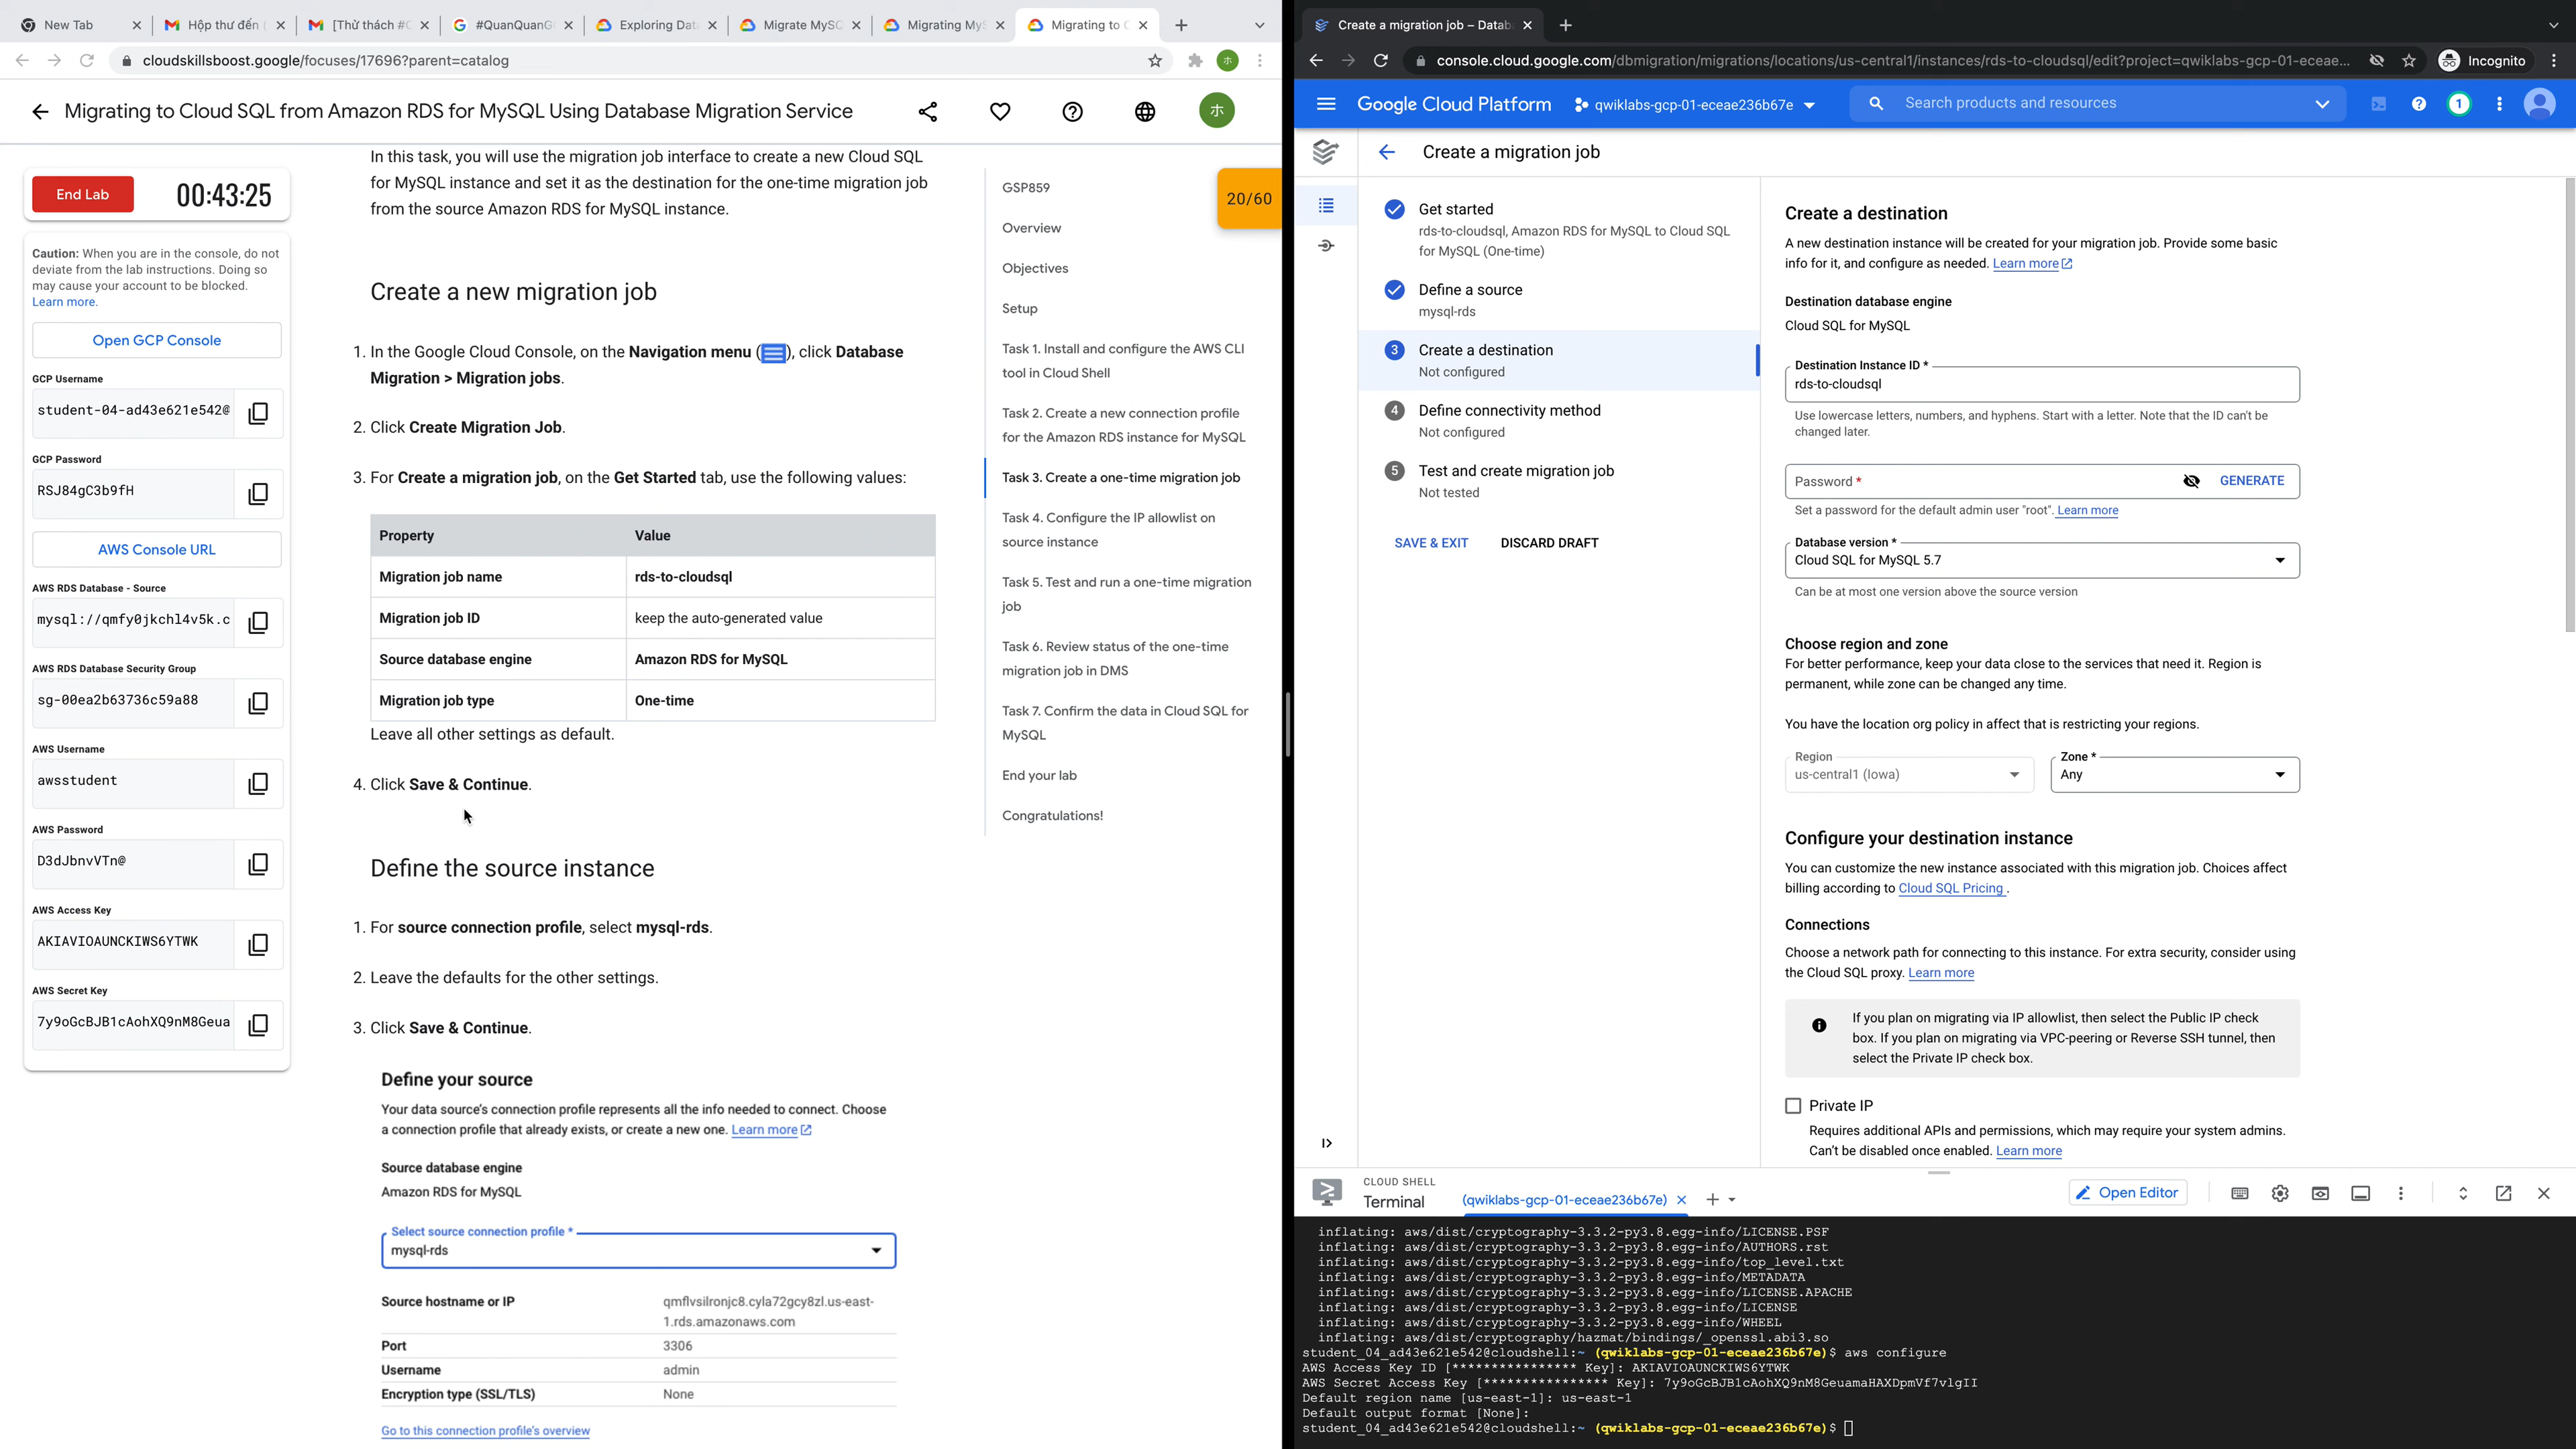 New Tab
Hộp thư đến (
[Thử thách #C
#QuanQuanG
Exploring Dat
Migrate MySQ
Migrating MyS
Migrating to C
cloudskillsboost.google/focuses/17696?parent=catalog
Migrating to Cloud SQL from Amazon RDS for MySQL Using Database Migration Service
ホ
End Lab
00:43:25
Caution: When you are in the console, do not
deviate from the lab instructions. Doing so
may cause your account to be blocked.
Learn more.
Open GCP Console
GCP Username
student-04-ad43e621e542@
GCP Password
RSJ84gC3b9fH
AWS Console URL
AWS RDS Database - Source
mysql://qmfy0jkchl4v5k.c
AWS RDS Database Security Group
sg-00ea2b63736c59a88
AWS Username
awsstudent
AWS Password
D3dJbnvVTn@
AWS Access Key
AKIAVIOAUNCKIWS6YTWK
AWS Secret Key
7y9oGcBJB1cAohXQ9nM8Geua
In this task, you will use the migration job interface to create a new Cloud SQL
for MySQL instance and set it as the destination for the one-time migration job
from the source Amazon RDS for MySQL instance.
Create a new migration job
1. In the Google Cloud Console, on the Navigation menu ( ), click Database
Migration > Migration jobs.
2. Click Create Migration Job.
3. For Create a migration job, on the Get Started tab, use the following values:
Property Value
Migration job name rds-to-cloudsql
Migration job ID keep the auto-generated value
Source database engine Amazon RDS for MySQL
Migration job type One-time
Leave all other settings as default.
4. Click Save & Continue.
Define the source instance
1. For source connection profile, select mysql-rds.
2. Leave the defaults for the other settings.
3. Click Save & Continue.
Define your source
Your data source's connection profile represents all the info needed to connect. Choose
a connection profile that already exists, or create a new one. Learn more
Source database engine
Amazon RDS for MySQL
Select source connection profile *
mysql-rds
Source hostname or IP qmflvsilronjc8.cyla72gcy8zl.us-east-
1.rds.amazonaws.com
Port 3306
Username admin
Encryption type (SSL/TLS) None
Go to this connection profile's overview
20/60
GSP859
Overview
Objectives
Setup
Task 1. Install and configure the AWS CLI
tool in Cloud Shell
Task 2. Create a new connection profile
for the Amazon RDS instance for MySQL
Task 3. Create a one-time migration job
Task 4. Configure the IP allowlist on
source instance
Task 5. Test and run a one-time migration
job
Task 6. Review status of the one-time
migration job in DMS
Task 7. Confirm the data in Cloud SQL for
MySQL
End your lab
Congratulations!
Create a migration job – Datab
console.cloud.google.com/dbmigration/migrations/locations/us-central1/instances/rds-to-cloudsql/edit?project=qwiklabs-gcp-01-eceae...
Incognito
Google Cloud Platform
qwiklabs-gcp-01-eceae236b67e
Search products and resources
1
Create a migration job
Get started
rds-to-cloudsql, Amazon RDS for MySQL to Cloud SQL
for MySQL (One-time)
Define a source
mysql-rds
3 Create a destination
Not configured
4 Define connectivity method
Not configured
5 Test and create migration job
Not tested
SAVE & EXIT
DISCARD DRAFT
Create a destination
A new destination instance will be created for your migration job. Provide some basic
info for it, and configure as needed. Learn more
Destination database engine
Cloud SQL for MySQL
Destination Instance ID *
rds-to-cloudsql
Use lowercase letters, numbers, and hyphens. Start with a letter. Note that the ID can't be
changed later.
Password *
GENERATE
Set a password for the default admin user "root". Learn more
Database version *
Cloud SQL for MySQL 5.7
Can be at most one version above the source version
Choose region and zone
For better performance, keep your data close to the services that need it. Region is
permanent, while zone can be changed any time.
You have the location org policy in affect that is restricting your regions.
Region
us-central1 (Iowa)
Zone *
Any
Configure your destination instance
You can customize the new instance associated with this migration job. Choices affect
billing according to Cloud SQL Pricing .
Connections
Choose a network path for connecting to this instance. For extra security, consider using
the Cloud SQL proxy. Learn more
If you plan on migrating via IP allowlist, then select the Public IP check
box. If you plan on migrating via VPC-peering or Reverse SSH tunnel, then
select the Private IP check box.
Private IP
Requires additional APIs and permissions, which may require your system admins.
Can't be disabled once enabled. Learn more
CLOUD SHELL
Terminal
(qwiklabs-gcp-01-eceae236b67e)
Open Editor
inflating: aws/dist/cryptography-3.3.2-py3.8.egg-info/LICENSE.PSF
inflating: aws/dist/cryptography-3.3.2-py3.8.egg-info/AUTHORS.rst
inflating: aws/dist/cryptography-3.3.2-py3.8.egg-info/top_level.txt
inflating: aws/dist/cryptography-3.3.2-py3.8.egg-info/METADATA
inflating: aws/dist/cryptography-3.3.2-py3.8.egg-info/LICENSE.APACHE
inflating: aws/dist/cryptography-3.3.2-py3.8.egg-info/LICENSE
inflating: aws/dist/cryptography-3.3.2-py3.8.egg-info/WHEEL
inflating: aws/dist/cryptography/hazmat/bindings/_openssl.abi3.so
student_04_ad43e621e542@cloudshell:~ (qwiklabs-gcp-01-eceae236b67e)$ aws configure
AWS Access Key ID [**************** Key]: AKIAVIOAUNCKIWS6YTWK
AWS Secret Access Key [**************** Key]: 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
Default region name [us-east-1]: us-east-1
Default output format [None]:
student_04_ad43e621e542@cloudshell:~ (qwiklabs-gcp-01-eceae236b67e)$